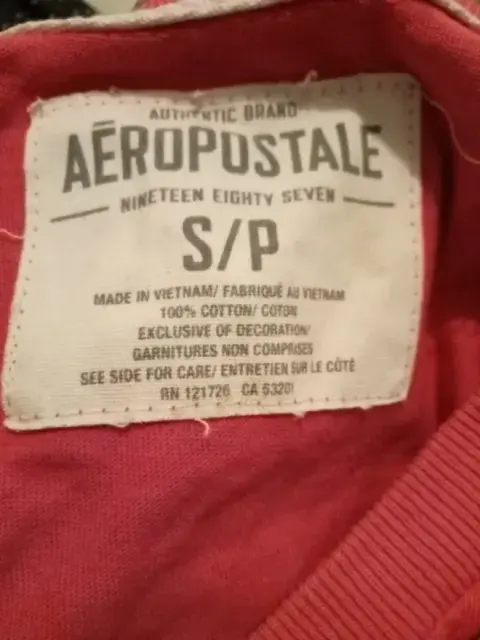 AUTHENTIC BRAND
AĒROPOSTALE
NINETEEN EIGHTY SEVEN
S/P
MADE IN VIETNAM/ FABRIQUÉ AU VIETNAM
100% COTTON/ COTON
EXCLUSIVE OF DECORATION/
GARNITURES NON COMPRISES
SEE SIDE FOR CARE/ ENTRETIEN SUR LE CÔTÉ
RN 121726 CA 53201